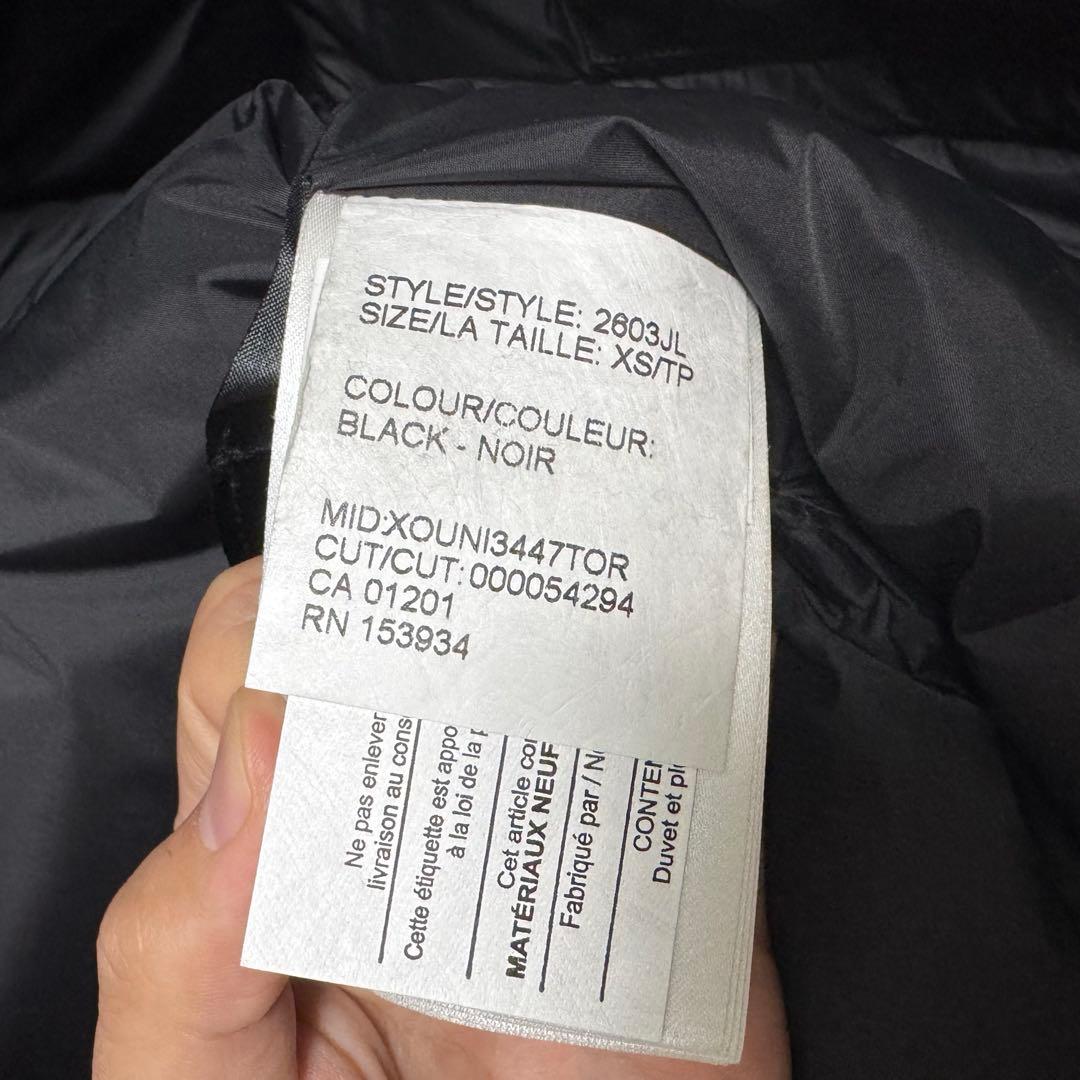 STYLE/STYLE: 2603JL
SIZE/LA TAILLE: XS/TP
COLOUR/COULEUR:
BLACK - NOIR
MID:XOUNI3447TOR
CUT/CUT: 000054294
CA 01201
RN 153934
Ne pas enlever
livraison au cons
Cette étiquette est appo
à la loi de la
Cet article con
MATÉRIAUX NEUF
Fabriqué par / N
CONTEN
Duvet et pl